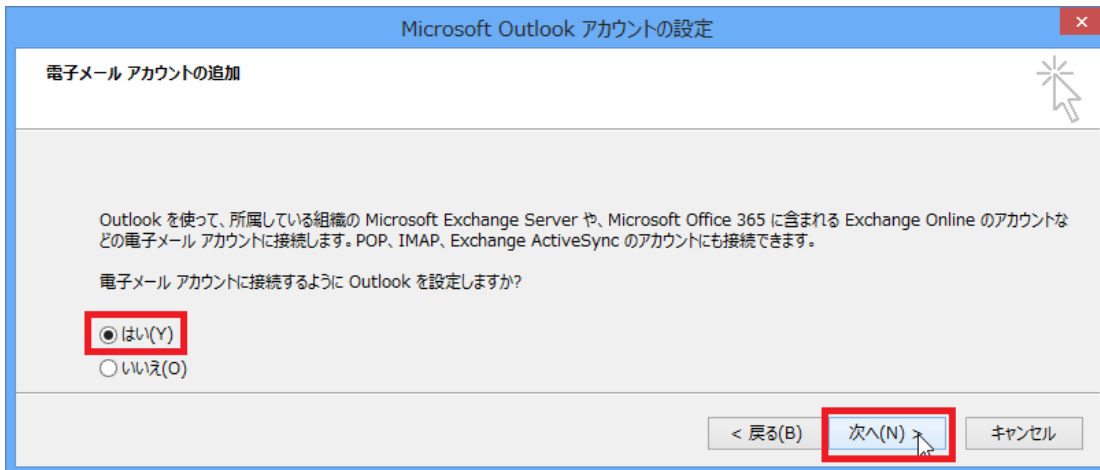 Microsoft Outlook アカウントの設定
電子メール アカウントの追加
Outlook を使って、所属している組織の Microsoft Exchange Server や、Microsoft Office 365 に含まれる Exchange Online のアカウントな
どの電子メール アカウントに接続します。POP、IMAP、Exchange ActiveSync のアカウントにも接続できます。
電子メール アカウントに接続するように Outlook を設定しますか?
はい(Y)
いいえ(O)
< 戻る(B) 次へ(N) > キャンセル